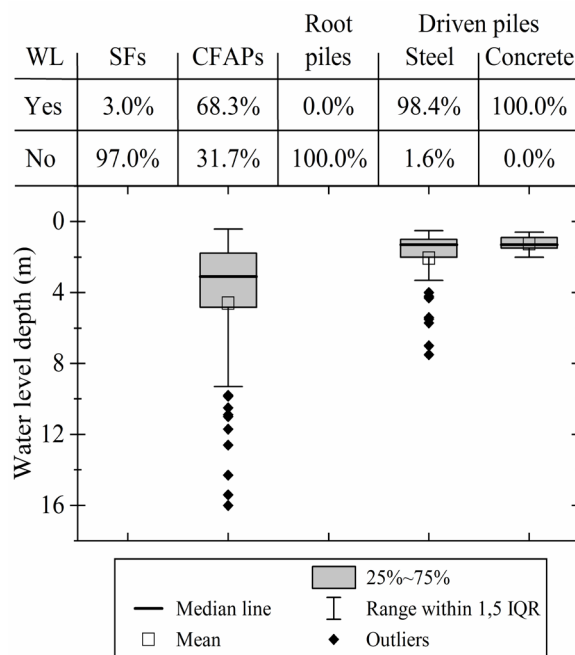 Root Driven piles
WL SFs CFAPs piles Steel Concrete
Yes 3.0% 68.3% 0.0% 98.4% 100.0%
No 97.0% 31.7% 100.0% 1.6% 0.0%
Water level depth (m)
0
4
8
12
16
25%~75%
Median line Range within 1,5 IQR
Mean Outliers